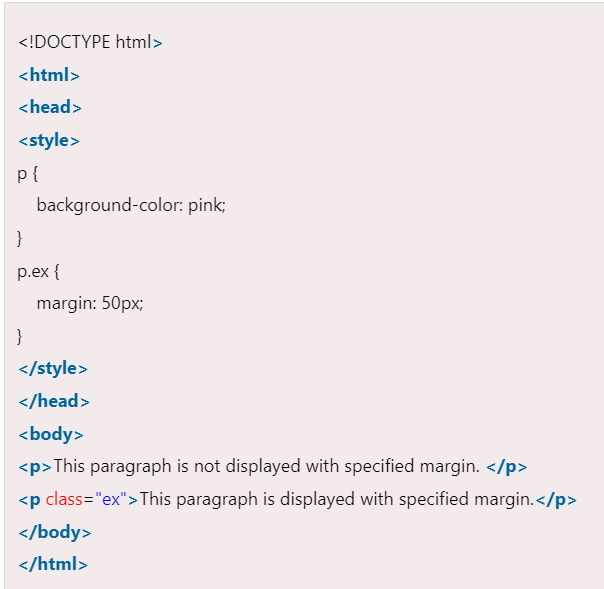 <!DOCTYPE html>
<html>
<head>
<style>
p {
    background-color: pink;
}
p.ex {
    margin: 50px;
}
</style>
</head>
<body>
<p>This paragraph is not displayed with specified margin. </p>
<p class="ex">This paragraph is displayed with specified margin.</p>
</body>
</html>